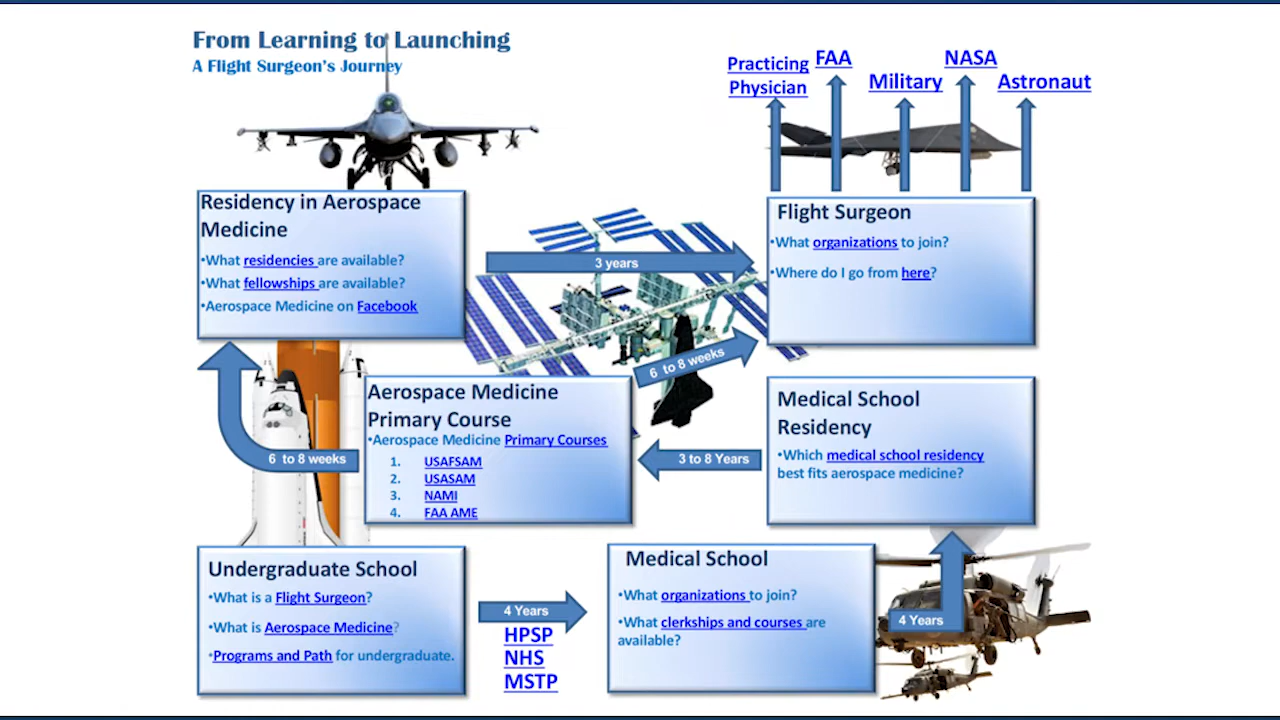 From Learning to Launching
A Flight Surgeon's Journey
Practicing
Physician
FAA
Military
NASA
Astronaut
Residency in Aerospace
Medicine
•What residencies are available?
•What fellowships are available?
•Aerospace Medicine on Facebook
3 years
Flight Surgeon
•What organizations to join?
•Where do I go from here?
6 to 8 weeks
Aerospace Medicine
Primary Course
•Aerospace Medicine Primary Courses
1. USAFSAM
2. USASAM
3. NAMI
4. FAA AME
6 to 8 weeks
3 to 8 Years
Medical School
Residency
•Which medical school residency
best fits aerospace medicine?
Undergraduate School
•What is a Flight Surgeon?
•What is Aerospace Medicine?
•Programs and Path for undergraduate.
4 Years
HPSP
NHS
MSTP
Medical School
•What organizations to join?
•What clerkships and courses are
available?
4 Years